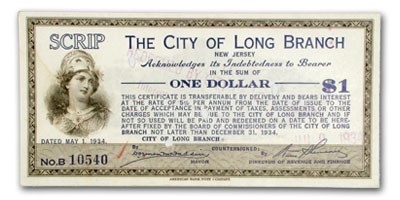 SCRIP
THE CITY OF LONG BRANCH
NEW JERSEY
Acknowledges its Indebtedness to Bearer
IN THE SUM OF
ONE DOLLAR $1
THIS CERTIFICATE IS TRANSFERABLE BY DELIVERY AND BEARS INTEREST
AT THE RATE OF 5% PER ANNUM FROM THE DATE OF ISSUE TO THE
DATE OF PAYMENT IN ACCEPTANCE OF TAXES, ASSESSMENTS OR OTHER
CHARGES WHICH MAY BE DUE TO THE CITY OF LONG BRANCH AND IF
NOT SO USED WILL BE PAID AND REDEEMED ON A DATE TO BE HERE-
AFTER FIXED BY THE BOARD OF COMMISSIONERS OF THE CITY OF LONG
BRANCH NOT LATER THAN DECEMBER 31, 1934.
DATED MAY 1, 1934.
CITY OF LONG BRANCH:
COUNTERSIGNED:
No.B 10540
MAYOR
DIRECTOR OF REVENUE AND FINANCE
AMERICAN BANK NOTE COMPANY.